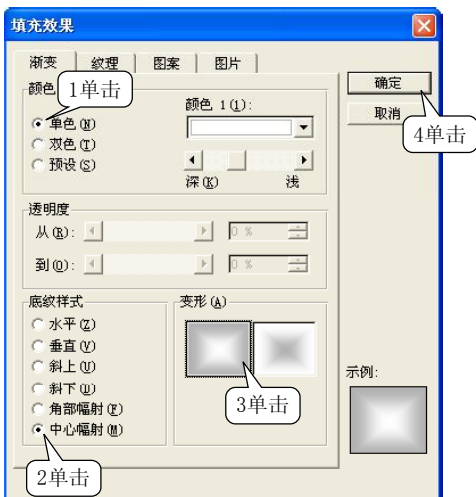 填充效果
渐变 纹理 图案 图片
颜色
1单击
颜色 1(1):
单色(N)
双色(T)
预设(S)
深(K) 浅
确定
取消
4单击
透明度
从(R): 0 %
到(O): 0 %
底纹样式
水平(Z)
垂直(V)
斜上(U)
斜下(D)
角部幅射(F)
中心幅射(M)
2单击
变形(A)
3单击
示例: